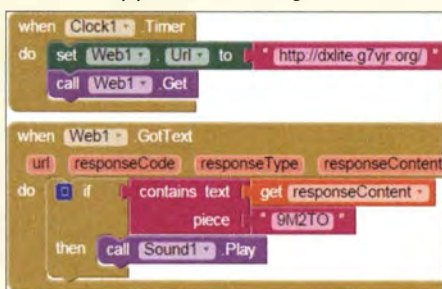 when Clock1 .Timer
do set Web1 . Url to " http://dxlite.g7vjr.org/ "
call Web1 .Get
when Web1 .GotText
url responseCode responseType responseContent
do if contains text get responseContent
piece " 9M2TO "
then call Sound1 .Play